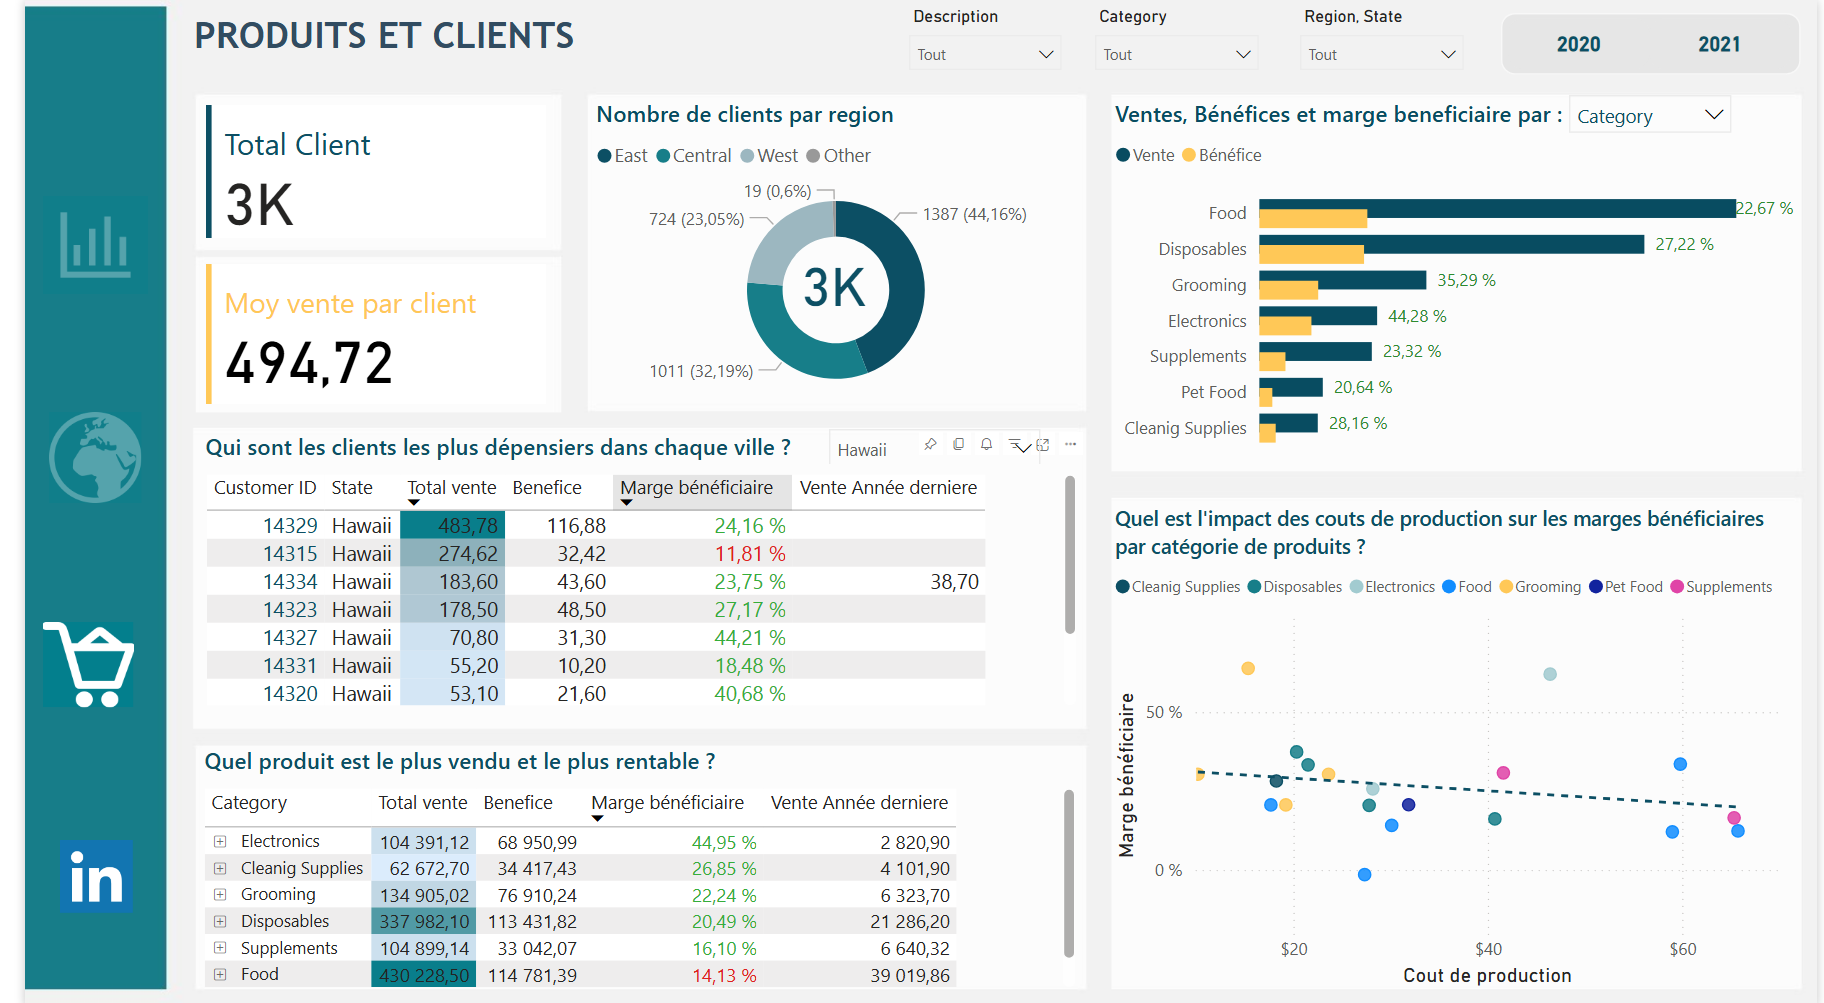 PRODUITS ET CLIENTS
Description
Tout
Category
Tout
Region, State
Tout
2020 2021
Total Client
3K
Moy vente par client
494,72
Nombre de clients par region
East Central West Other
19 (0,6%)
724 (23,05%)
1387 (44,16%)
3K
1011 (32,19%)
Ventes, Bénéfices et marge beneficiaire par : Category
Vente Bénéfice
Food 22,67 %
Disposables 27,22 %
Grooming 35,29 %
Electronics 44,28 %
Supplements 23,32 %
Pet Food 20,64 %
Cleanig Supplies 28,16 %
Qui sont les clients les plus dépensiers dans chaque ville ? Hawaii
Customer ID State Total vente Benefice Marge bénéficiaire Vente Année derniere
14329 Hawaii 483,78 116,88 24,16 %
14315 Hawaii 274,62 32,42 11,81 %
14334 Hawaii 183,60 43,60 23,75 % 38,70
14323 Hawaii 178,50 48,50 27,17 %
14327 Hawaii 70,80 31,30 44,21 %
14331 Hawaii 55,20 10,20 18,48 %
14320 Hawaii 53,10 21,60 40,68 %
Quel produit est le plus vendu et le plus rentable ?
Category Total vente Benefice Marge bénéficiaire Vente Année derniere
Electronics 104 391,12 68 950,99 44,95 % 2 820,90
Cleanig Supplies 62 672,70 34 417,43 26,85 % 4 101,90
Grooming 134 905,02 76 910,24 22,24 % 6 323,70
Disposables 337 982,10 113 431,82 20,49 % 21 286,20
Supplements 104 899,14 33 042,07 16,10 % 6 640,32
Food 430 228,50 114 781,39 14,13 % 39 019,86
Quel est l'impact des couts de production sur les marges bénéficiaires
par catégorie de produits ?
Cleanig Supplies Disposables Electronics Food Grooming Pet Food Supplements
Marge bénéficiaire
50 %
0 %
$20 $40 $60
Cout de production
in